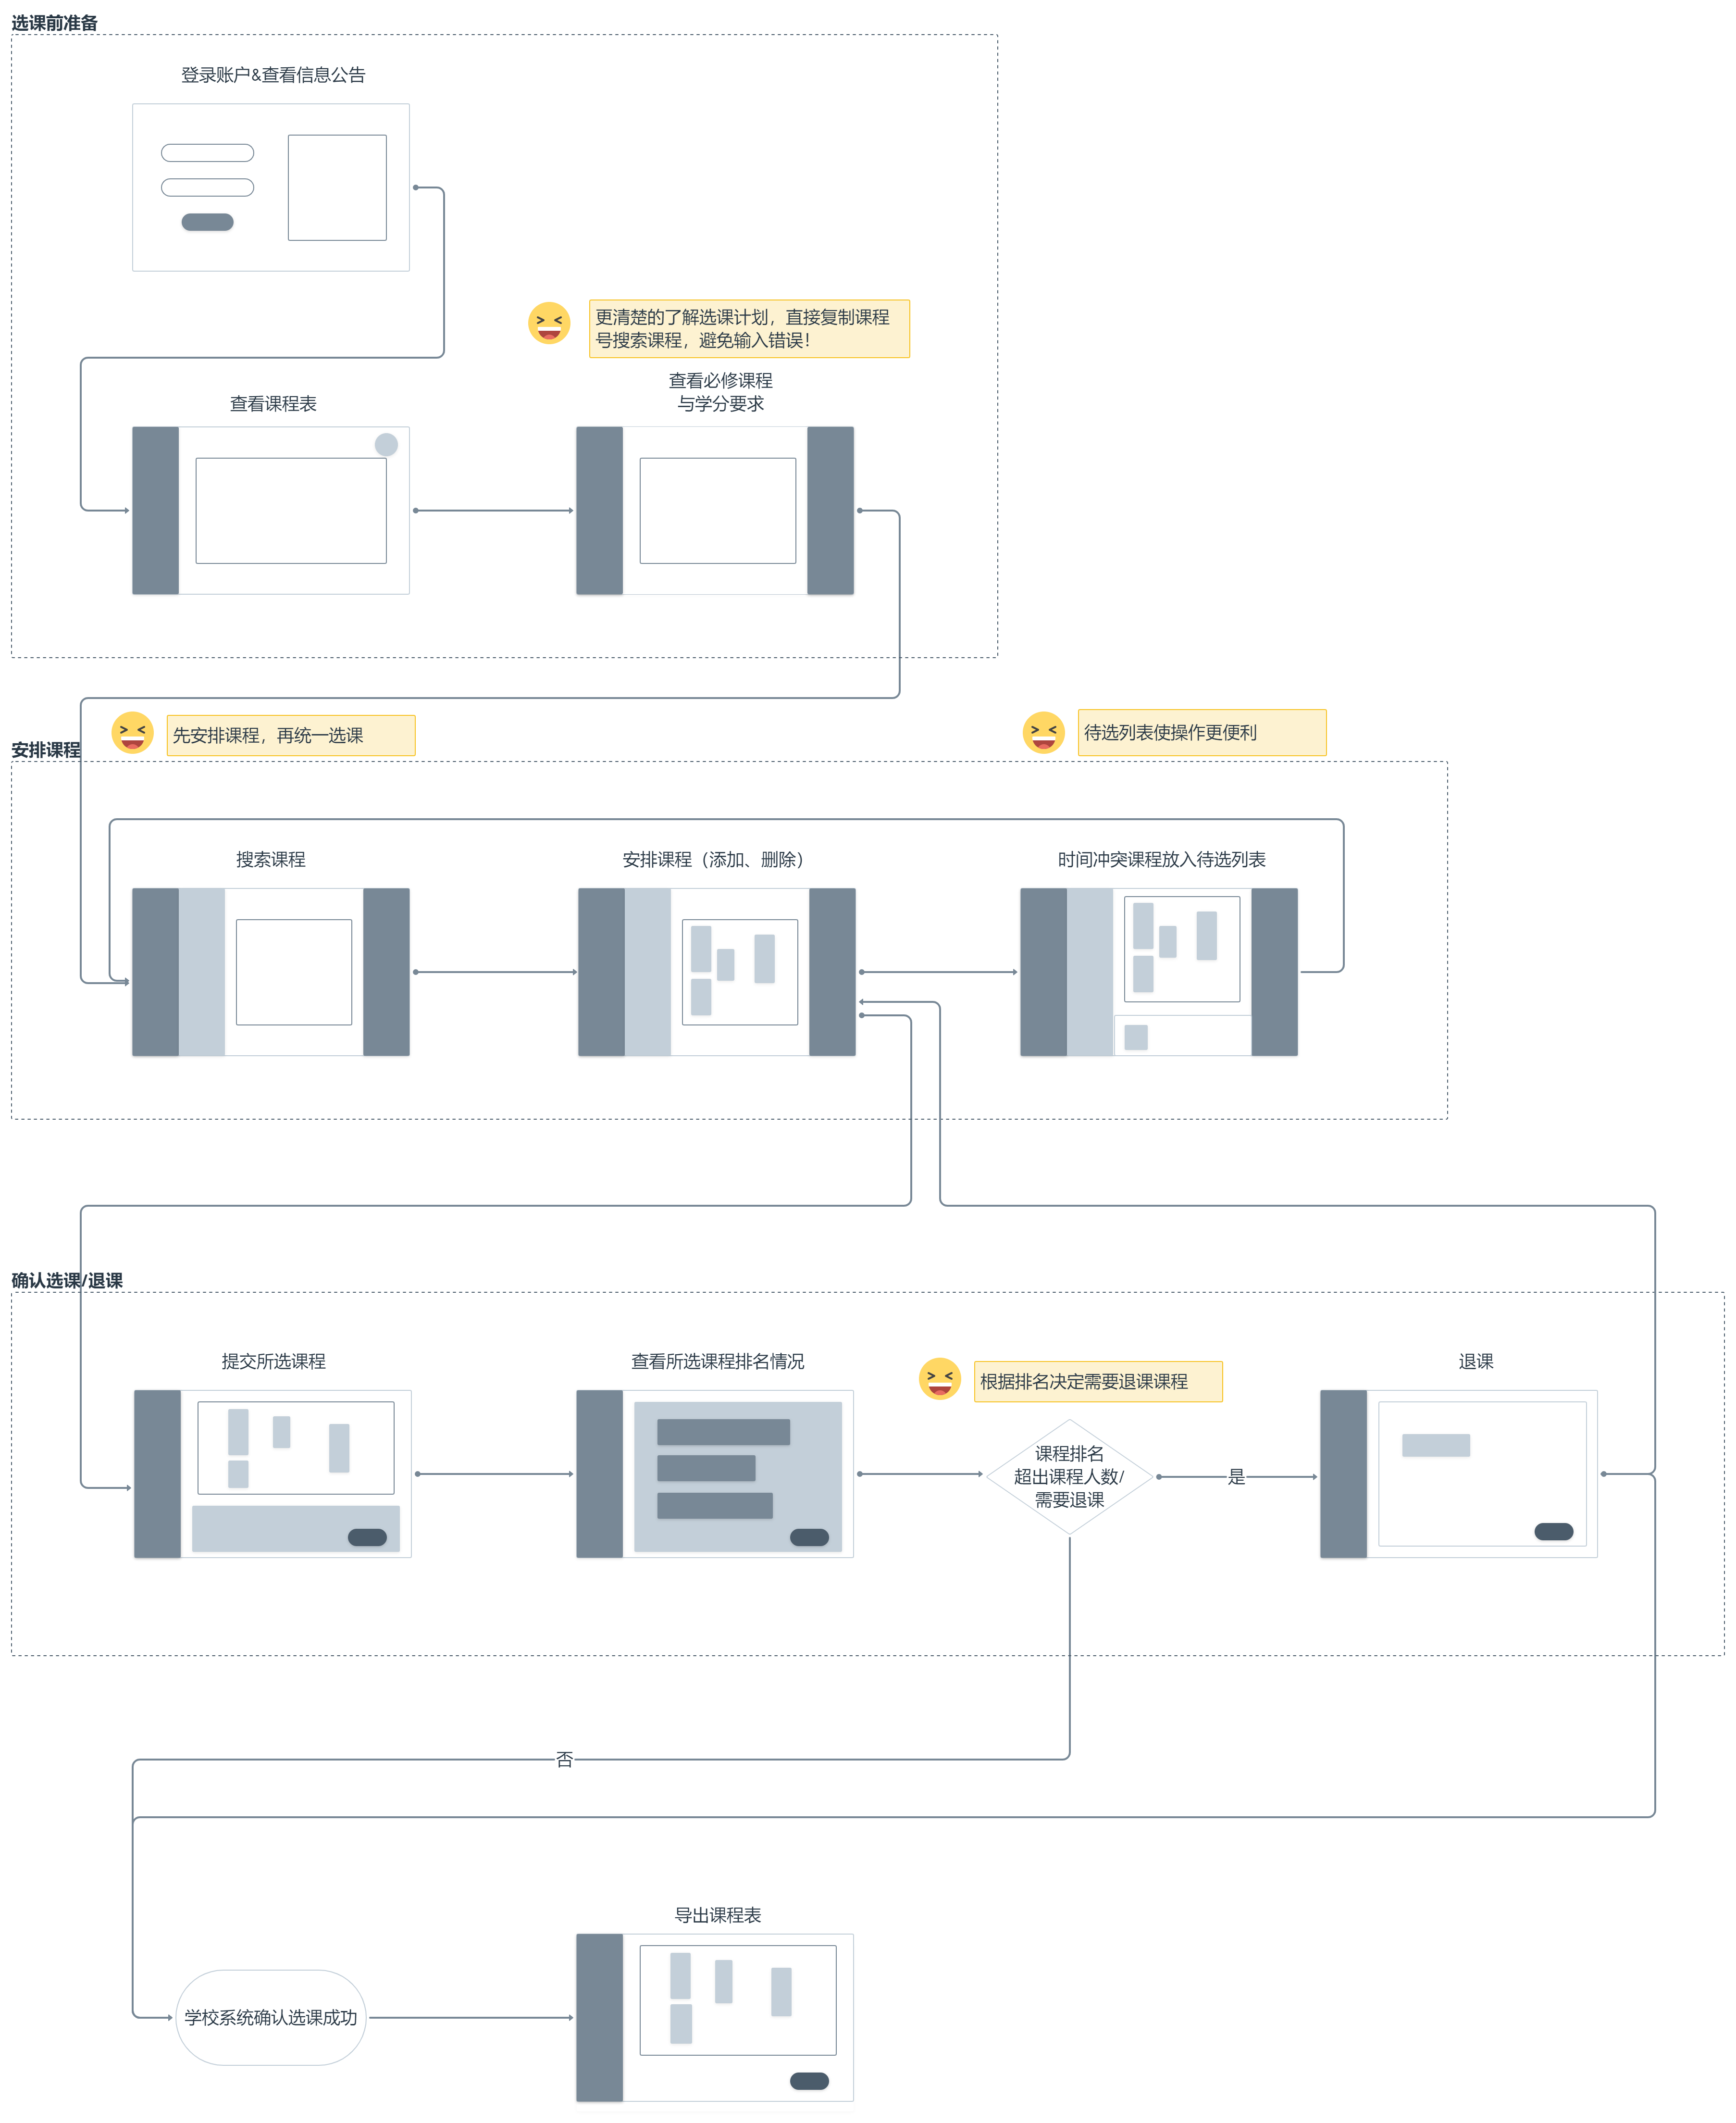 选课前准备
登录账户&查看信息公告
更清楚的了解选课计划，直接复制课程
号搜索课程，避免输入错误！
查看课程表
查看必修课程
与学分要求
先安排课程，再统一选课
待选列表使操作更便利
安排课程
搜索课程
安排课程（添加、删除）
时间冲突课程放入待选列表
确认选课/退课
提交所选课程
查看所选课程排名情况
根据排名决定需要退课课程
退课
课程排名
超出课程人数/
需要退课
是
否
导出课程表
学校系统确认选课成功